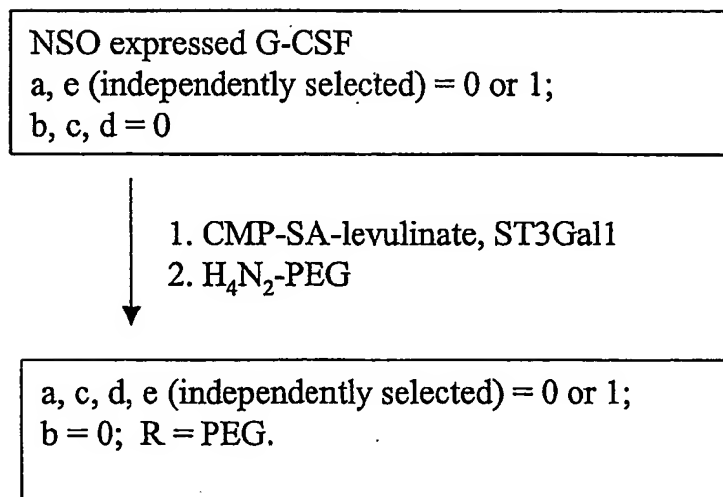 NSO expressed G-CSF
a, e (independently selected) = 0 or 1;
b, c, d = 0
1. CMP-SA-levulinate, ST3Gal1
2. H₄N₂-PEG
a, c, d, e (independently selected) = 0 or 1;
b = 0; R = PEG.